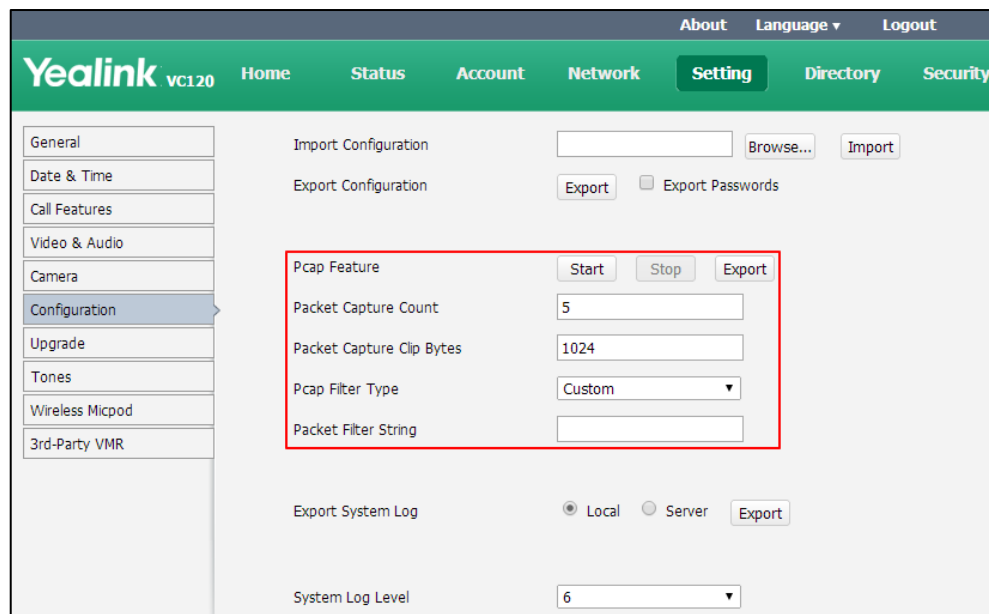 About Language ▾ Logout
Yealink VC120 Home Status Account Network Setting Directory Security
General
Date & Time
Call Features
Video & Audio
Camera
Configuration
Upgrade
Tones
Wireless Micpod
3rd-Party VMR
Import Configuration Browse... Import
Export Configuration Export Export Passwords
Pcap Feature Start Stop Export
Packet Capture Count 5
Packet Capture Clip Bytes 1024
Pcap Filter Type Custom ▾
Packet Filter String
Export System Log Local Server Export
System Log Level 6 ▾